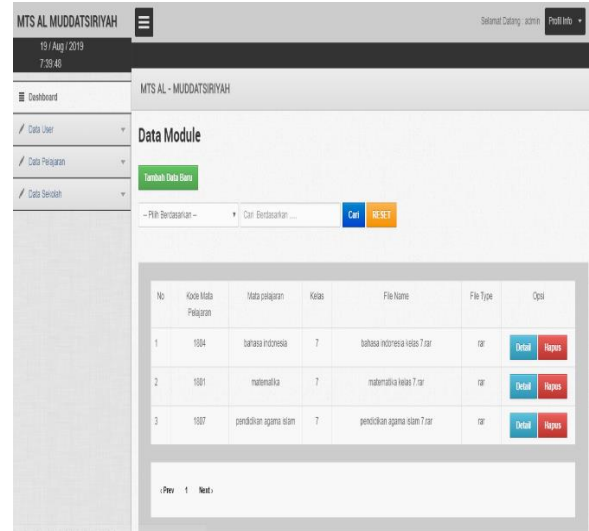 MTS AL MUDDATSIRIYAH
Selamat Datang : admin Profil Info
19 / Aug / 2019
7:39:48
Dashboard
Data User
Data Pelajaran
Data Sekolah
MTS AL - MUDDATSIRIYAH
Data Module
Tambah Data Baru
-- Pilih Berdasarkan -- Cari Berdasarkan .... Cari RESET
No Kode Mata Pelajaran Mata pelajaran Kelas File Name File Type Opsi
1 1804 bahasa indonesia 7 bahasa indonesia kelas 7.rar rar Detail Hapus
2 1801 matematika 7 matematika kelas 7.rar rar Detail Hapus
3 1807 pendidikan agama islam 7 pendidikan agama islam 7.rar rar Detail Hapus
‹ Prev 1 Next ›